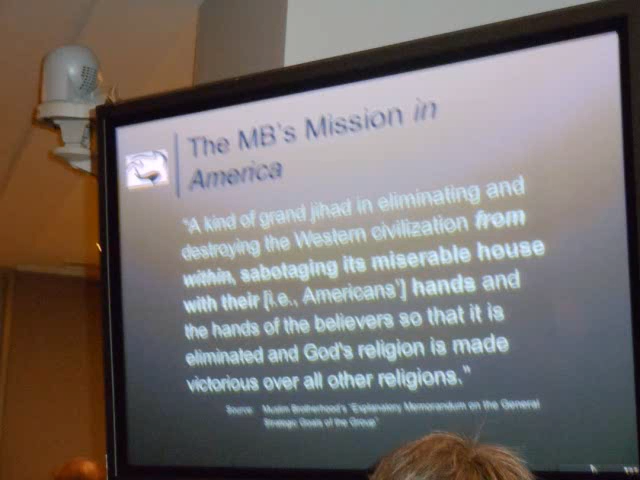 The MB's Mission in
America
"A kind of grand jihad in eliminating and
destroying the Western civilization from
within, sabotaging its miserable house
with their [i.e., Americans'] hands and
the hands of the believers so that it is
eliminated and God's religion is made
victorious over all other religions."
Source: Muslim Brotherhood's "Explanatory Memorandum on the General
Strategic Goals of the Group"